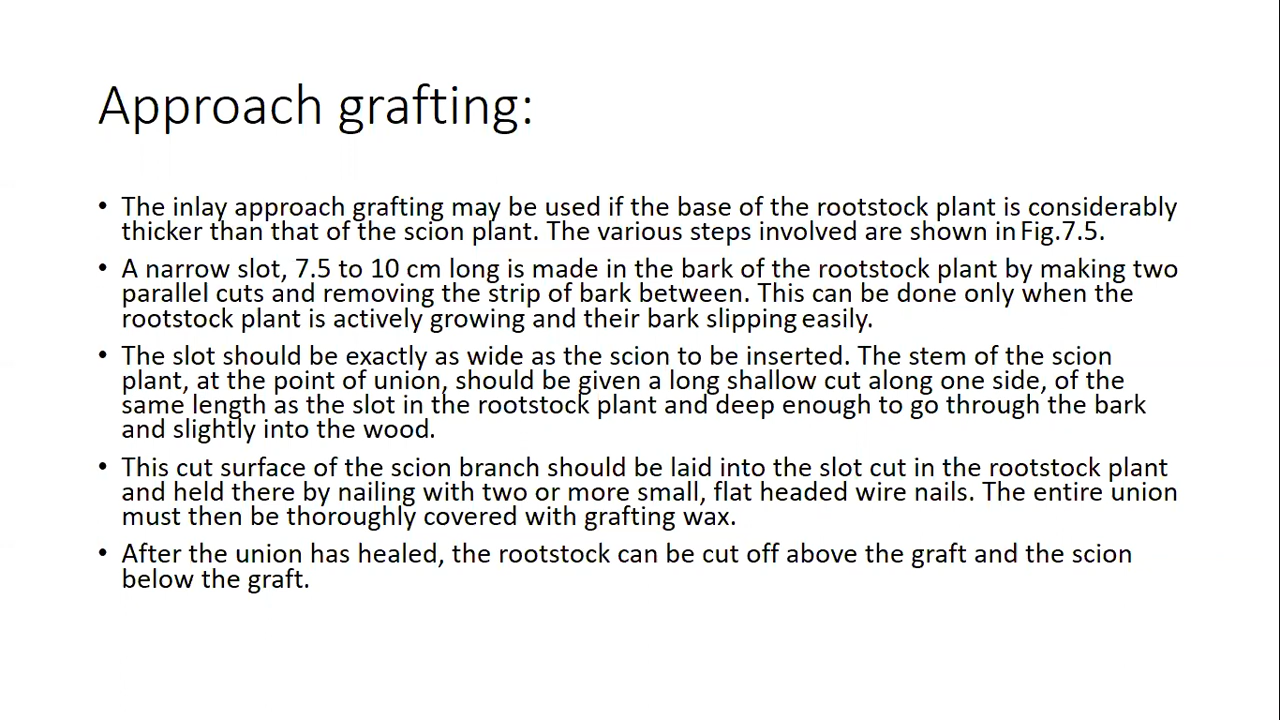 Approach grafting:
• The inlay approach grafting may be used if the base of the rootstock plant is considerably
thicker than that of the scion plant. The various steps involved are shown in Fig.7.5.
• A narrow slot, 7.5 to 10 cm long is made in the bark of the rootstock plant by making two
parallel cuts and removing the strip of bark between. This can be done only when the
rootstock plant is actively growing and their bark slipping easily.
• The slot should be exactly as wide as the scion to be inserted. The stem of the scion
plant, at the point of union, should be given a long shallow cut along one side, of the
same length as the slot in the rootstock plant and deep enough to go through the bark
and slightly into the wood.
• This cut surface of the scion branch should be laid into the slot cut in the rootstock plant
and held there by nailing with two or more small, flat headed wire nails. The entire union
must then be thoroughly covered with grafting wax.
• After the union has healed, the rootstock can be cut off above the graft and the scion
below the graft.